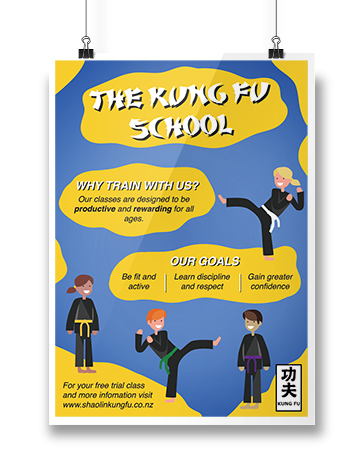 THE KUNG FU
SCHOOL
WHY TRAIN WITH US?
Our classes are designed to be
productive and rewarding for all
ages.
OUR GOALS
Be fit and
active
Learn discipline
and respect
Gain greater
confidence
For your free trial class
and more infomation visit
www.shaolinkungfu.co.nz
功
夫
KUNG FU